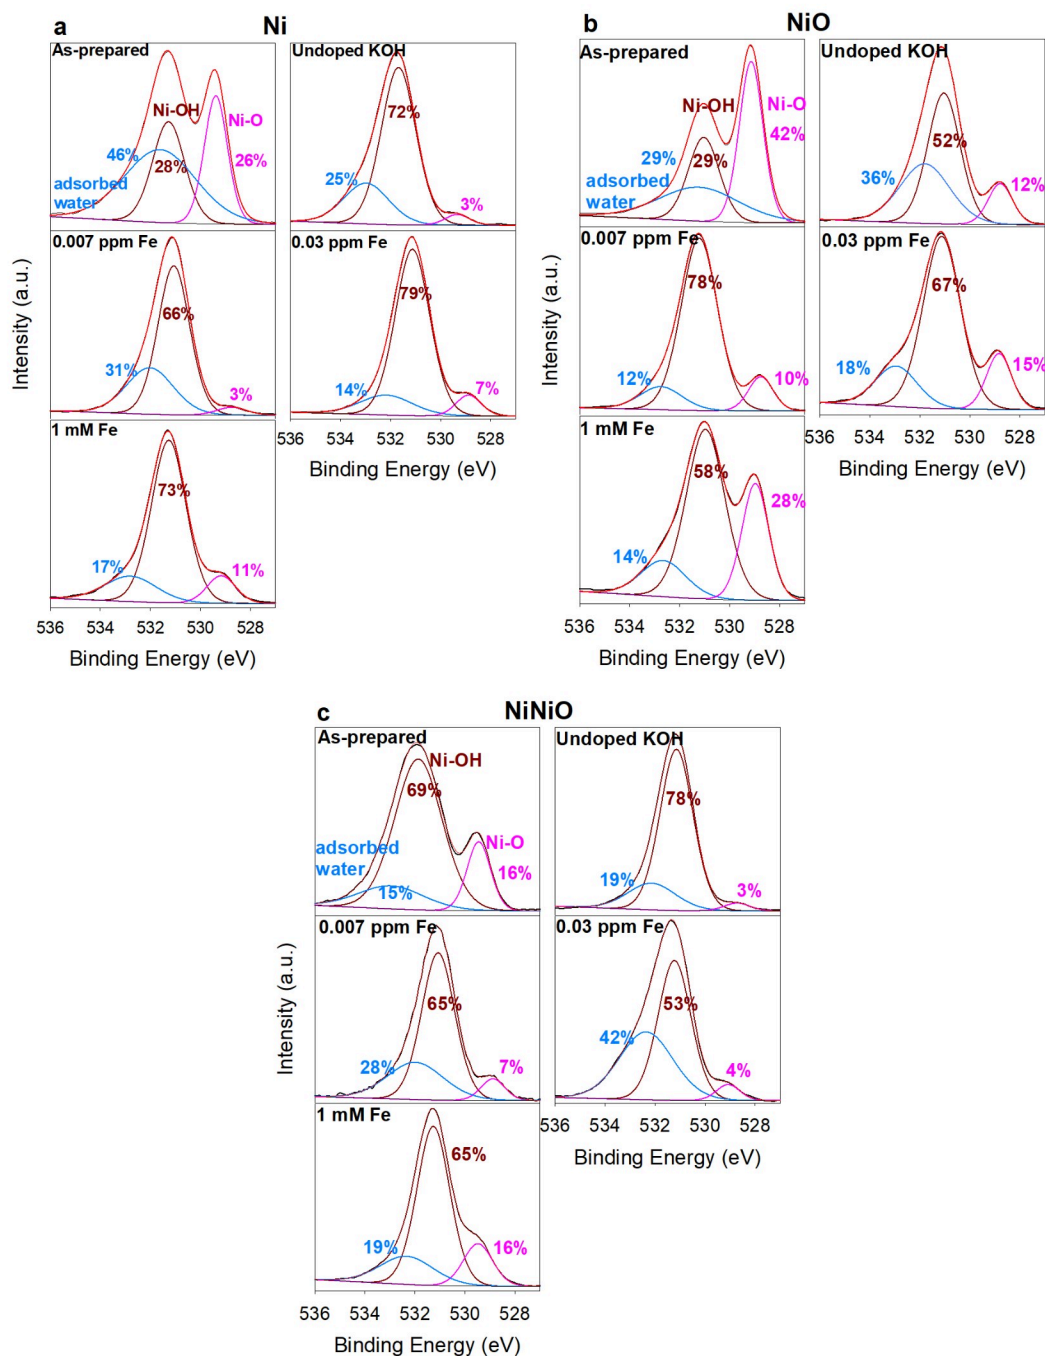 a
Ni
As-prepared
Ni-OH
Ni-O
46%
28%
26%
adsorbed
water
Undoped KOH
72%
25%
3%
0.007 ppm Fe
66%
31%
3%
0.03 ppm Fe
79%
14%
7%
1 mM Fe
73%
17%
11%
Intensity (a.u.)
536 534 532 530 528
Binding Energy (eV)
536 534 532 530 528
Binding Energy (eV)
b
NiO
As-prepared
Ni-OH
Ni-O
42%
29%
29%
adsorbed
water
Undoped KOH
52%
36%
12%
0.007 ppm Fe
78%
12%
10%
0.03 ppm Fe
67%
18%
15%
1 mM Fe
58%
28%
14%
Intensity (a.u.)
536 534 532 530 528
Binding Energy (eV)
536 534 532 530 528
Binding Energy (eV)
c
NiNiO
As-prepared
Ni-OH
69%
adsorbed
water
Ni-O
16%
15%
Undoped KOH
78%
19%
3%
0.007 ppm Fe
65%
28%
7%
0.03 ppm Fe
53%
42%
4%
1 mM Fe
65%
19%
16%
Intensity (a.u.)
536 534 532 530 528
Binding Energy (eV)
536 534 532 530 528
Binding Energy (eV)